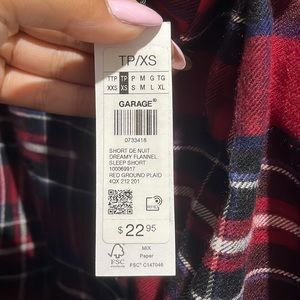 TP/XS
TTP TP P M G TG
XXS XS S M L XL
GARAGE®
0733416
SHORT DE NUIT
DREAMY FLANNEL
SLEEP SHORT
100069917
RED GROUND PLAID
4QX 212 201
$ 22 95
FSC
MIX
Paper
FSC® C147046